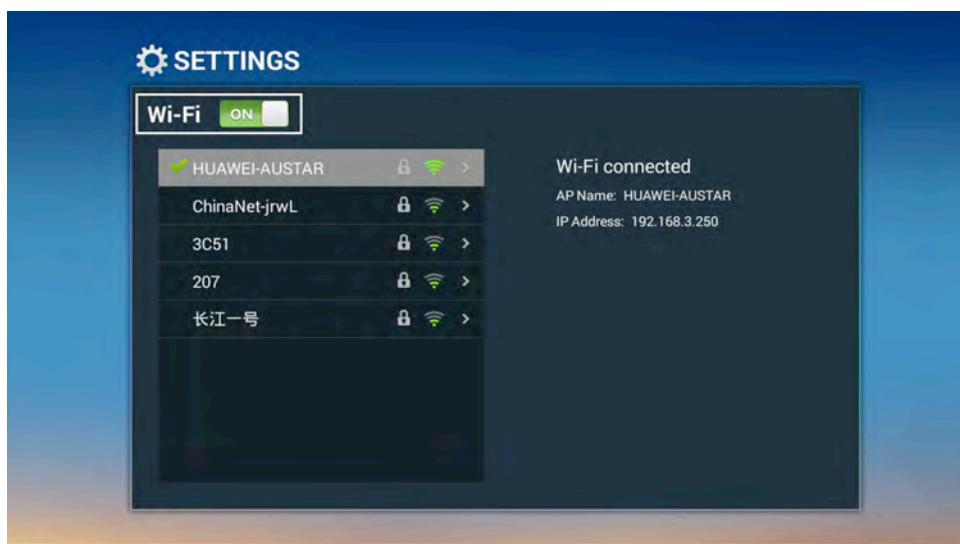 SETTINGS
Wi-Fi ON
HUAWEI-AUSTAR
ChinaNet-jrwL
3C51
207
长江一号
Wi-Fi connected
AP Name: HUAWEI-AUSTAR
IP Address: 192.168.3.250